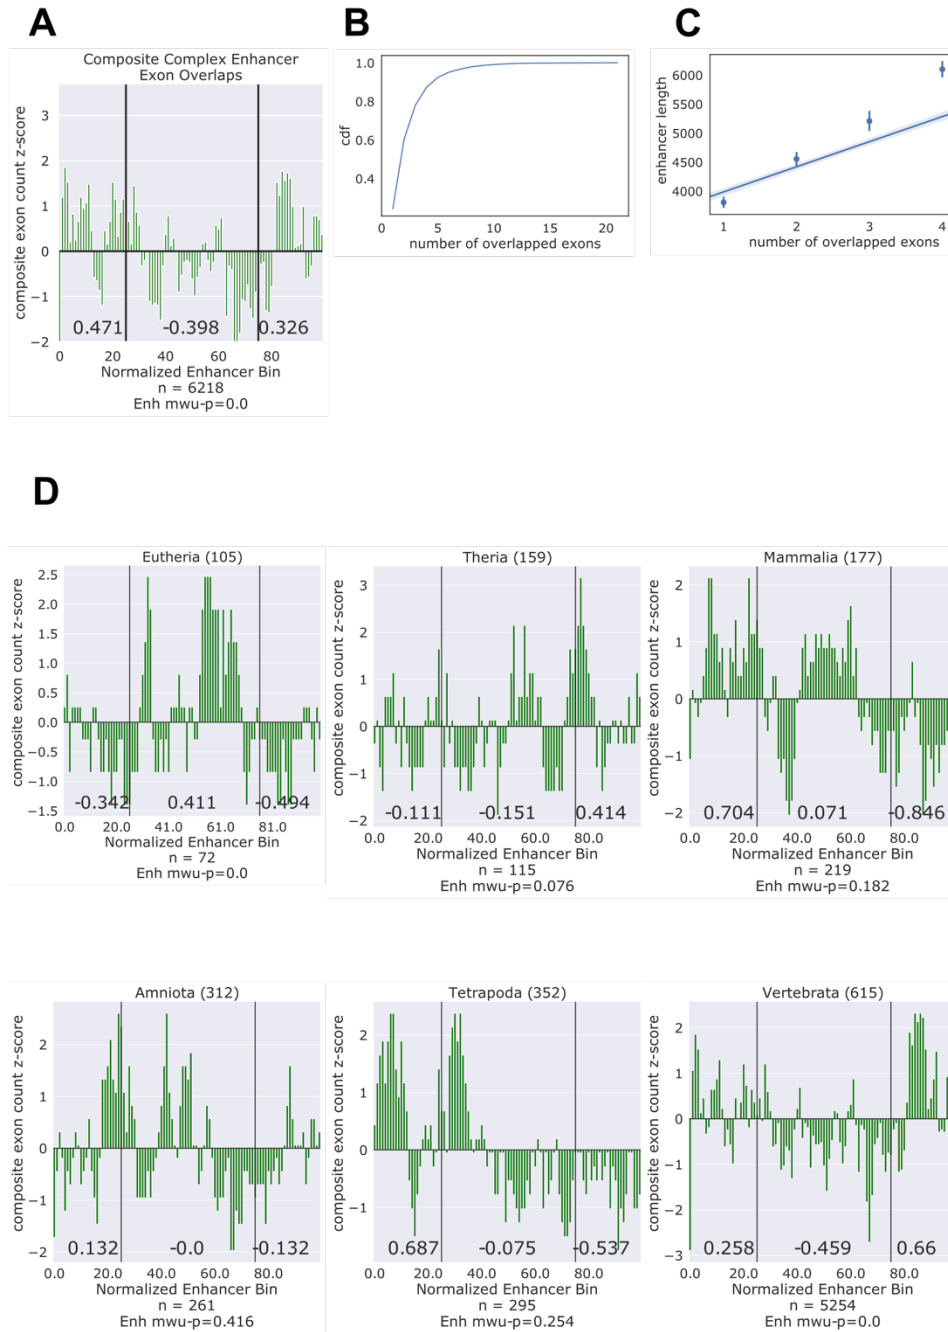 A
B
C
Composite Complex Enhancer
Exon Overlaps
composite exon count z-score
3
2
1
0
−1
−2
0.471
-0.398
0.326
0 20 40 60 80
Normalized Enhancer Bin
n = 6218
Enh mwu-p=0.0
cdf
1.0
0.8
0.6
0.4
0 5 10 15 20
number of overlapped exons
enhancer length
6000
5500
5000
4500
4000
1 2 3 4
number of overlapped exons
D
Eutheria (105)
composite exon count z-score
2.5
2.0
1.5
1.0
0.5
0.0
−0.5
−1.0
−1.5
-0.342 0.411 -0.494
0.0 20.0 41.0 61.0 81.0
Normalized Enhancer Bin
n = 72
Enh mwu-p=0.0
Theria (159)
composite exon count z-score
3
2
1
0
−1
−2
-0.111 -0.151 0.414
0.0 20.0 40.0 60.0 80.0
Normalized Enhancer Bin
n = 115
Enh mwu-p=0.076
Mammalia (177)
composite exon count z-score
2
1
0
−1
−2
0.704 0.071 -0.846
0.0 20.0 40.0 60.0 80.0
Normalized Enhancer Bin
n = 219
Enh mwu-p=0.182
Amniota (312)
composite exon count z-score
2
1
0
−1
−2
0.132 -0.0 -0.132
0.0 20.0 40.0 60.0 80.0
Normalized Enhancer Bin
n = 261
Enh mwu-p=0.416
Tetrapoda (352)
composite exon count z-score
2
1
0
−1
0.687 -0.075 -0.537
0.0 20.0 40.0 60.0 80.0
Normalized Enhancer Bin
n = 295
Enh mwu-p=0.254
Vertebrata (615)
composite exon count z-score
2
1
0
−1
−2
−3
0.258 -0.459 0.66
0.0 20.0 40.0 60.0 80.0
Normalized Enhancer Bin
n = 5254
Enh mwu-p=0.0